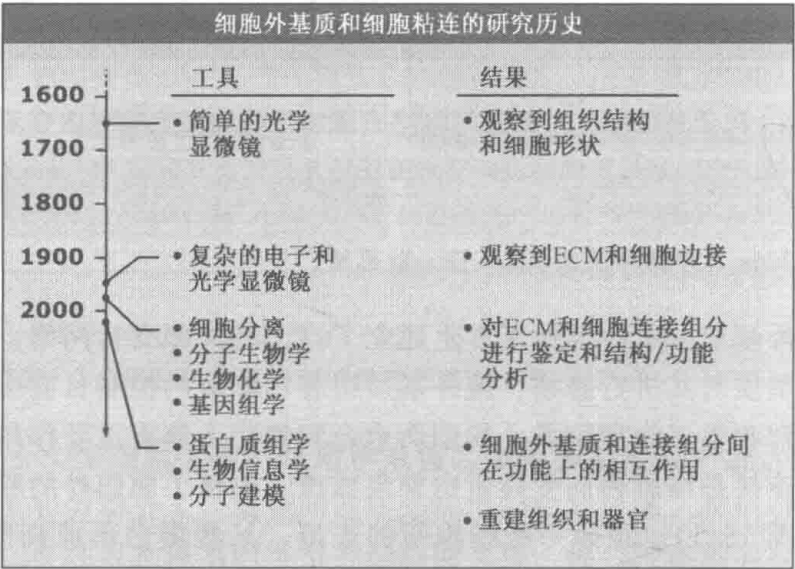 细胞外基质和细胞粘连的研究历史
工具
结果
1600
• 简单的光学
显微镜
• 观察到组织结构
和细胞形状
1700
1800
1900
• 复杂的电子和
光学显微镜
• 观察到ECM和细胞边接
2000
• 细胞分离
• 分子生物学
• 生物化学
• 基因组学
• 对ECM和细胞连接组分
进行鉴定和结构/功能
分析
• 蛋白质组学
• 生物信息学
• 分子建模
• 细胞外基质和连接组分间
在功能上的相互作用
• 重建组织和器官